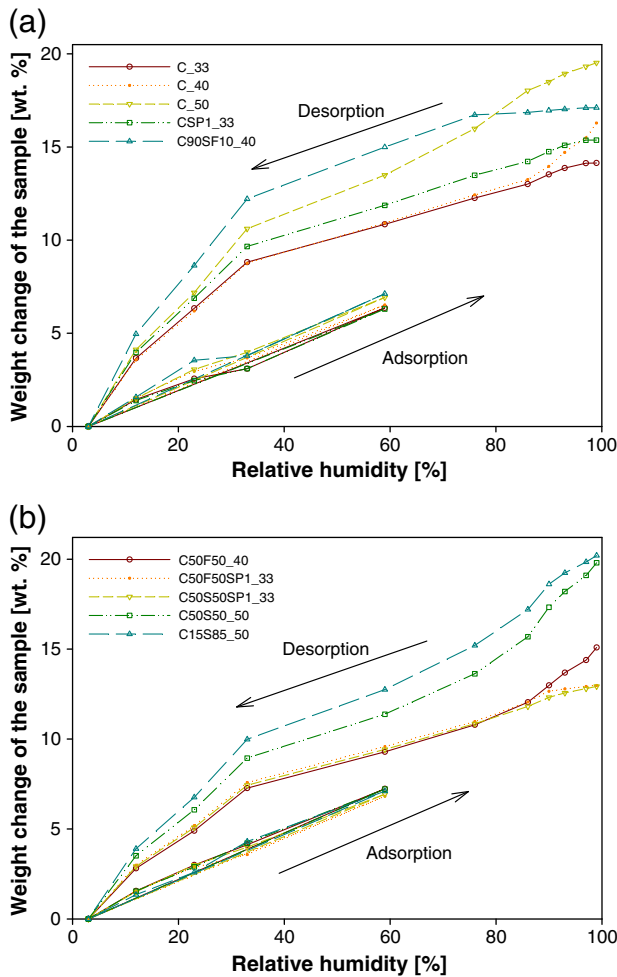 (a)
Weight change of the sample [wt. %]
20
15
10
5
0
C_33
C_40
C_50
CSP1_33
C90SF10_40
Desorption
Adsorption
0 20 40 60 80 100
Relative humidity [%]
(b)
Weight change of the sample [wt. %]
20
15
10
5
0
C50F50_40
C50F50SP1_33
C50S50SP1_33
C50S50_50
C15S85_50
Desorption
Adsorption
0 20 40 60 80 100
Relative humidity [%]